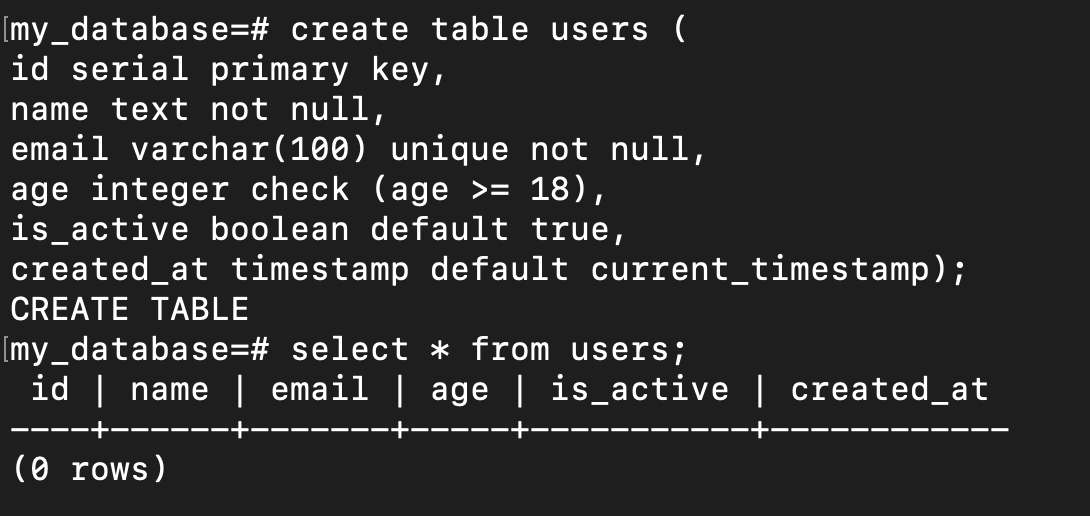 [my_database=# create table users (
id serial primary key,
name text not null,
email varchar(100) unique not null,
age integer check (age >= 18),
is_active boolean default true,
created_at timestamp default current_timestamp);
CREATE TABLE
[my_database=# select * from users;
 id | name | email | age | is_active | created_at
----+------+-------+-----+-----------+------------
(0 rows)